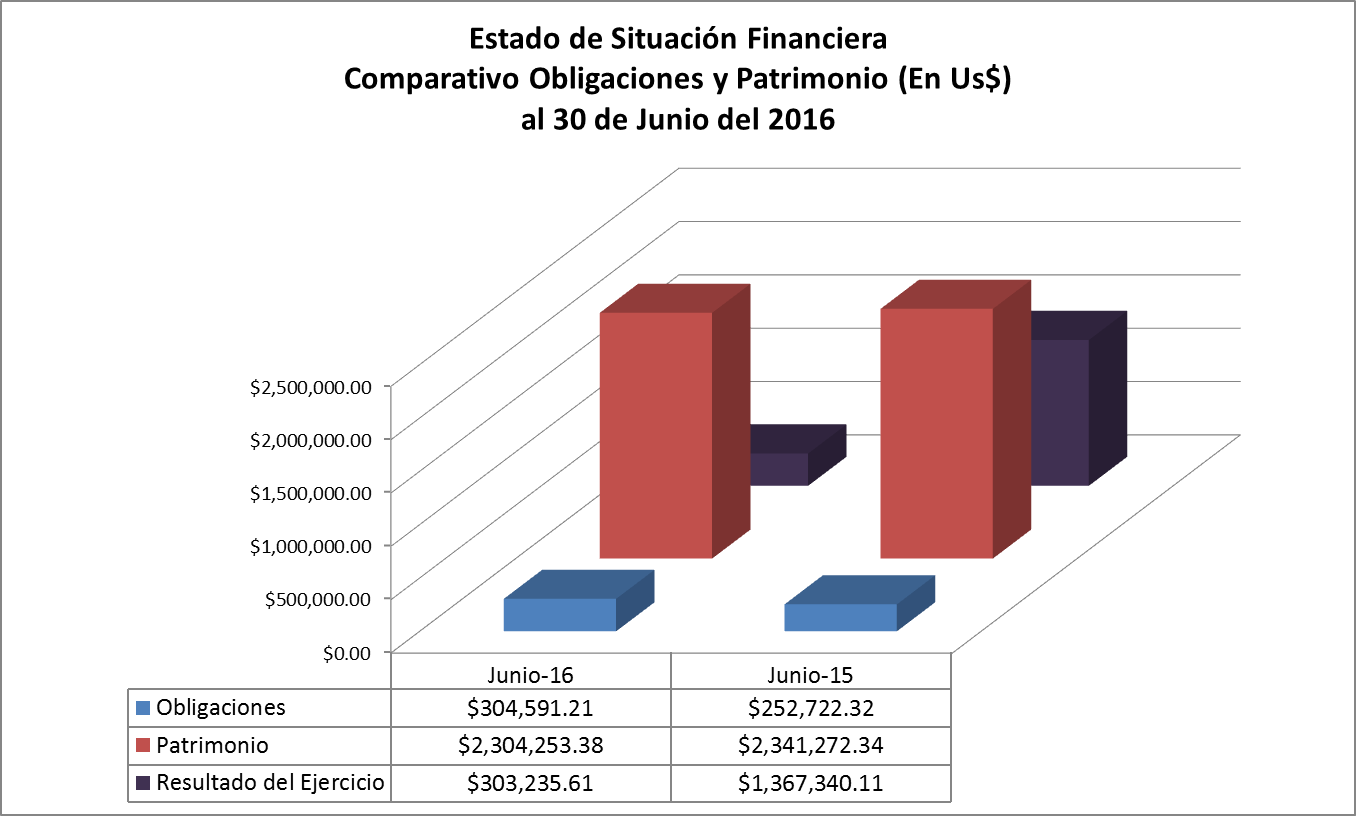 Estado de Situación Financiera
Comparativo Obligaciones y Patrimonio (En Us$)
al 30 de Junio del 2016
$2,500,000.00
$2,000,000.00
$1,500,000.00
$1,000,000.00
$500,000.00
$0.00
Junio-16 Junio-15
Obligaciones $304,591.21 $252,722.32
Patrimonio $2,304,253.38 $2,341,272.34
Resultado del Ejercicio $303,235.61 $1,367,340.11